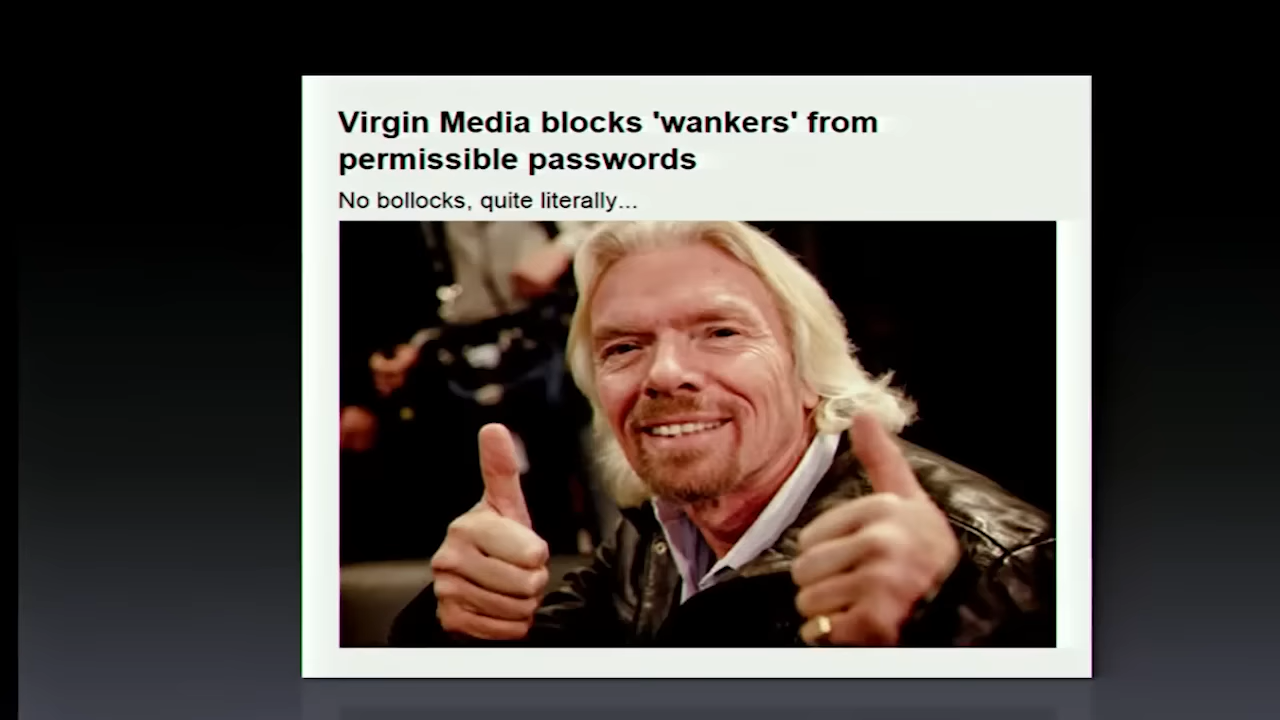 Virgin Media blocks 'wankers' from
permissible passwords
No bollocks, quite literally...